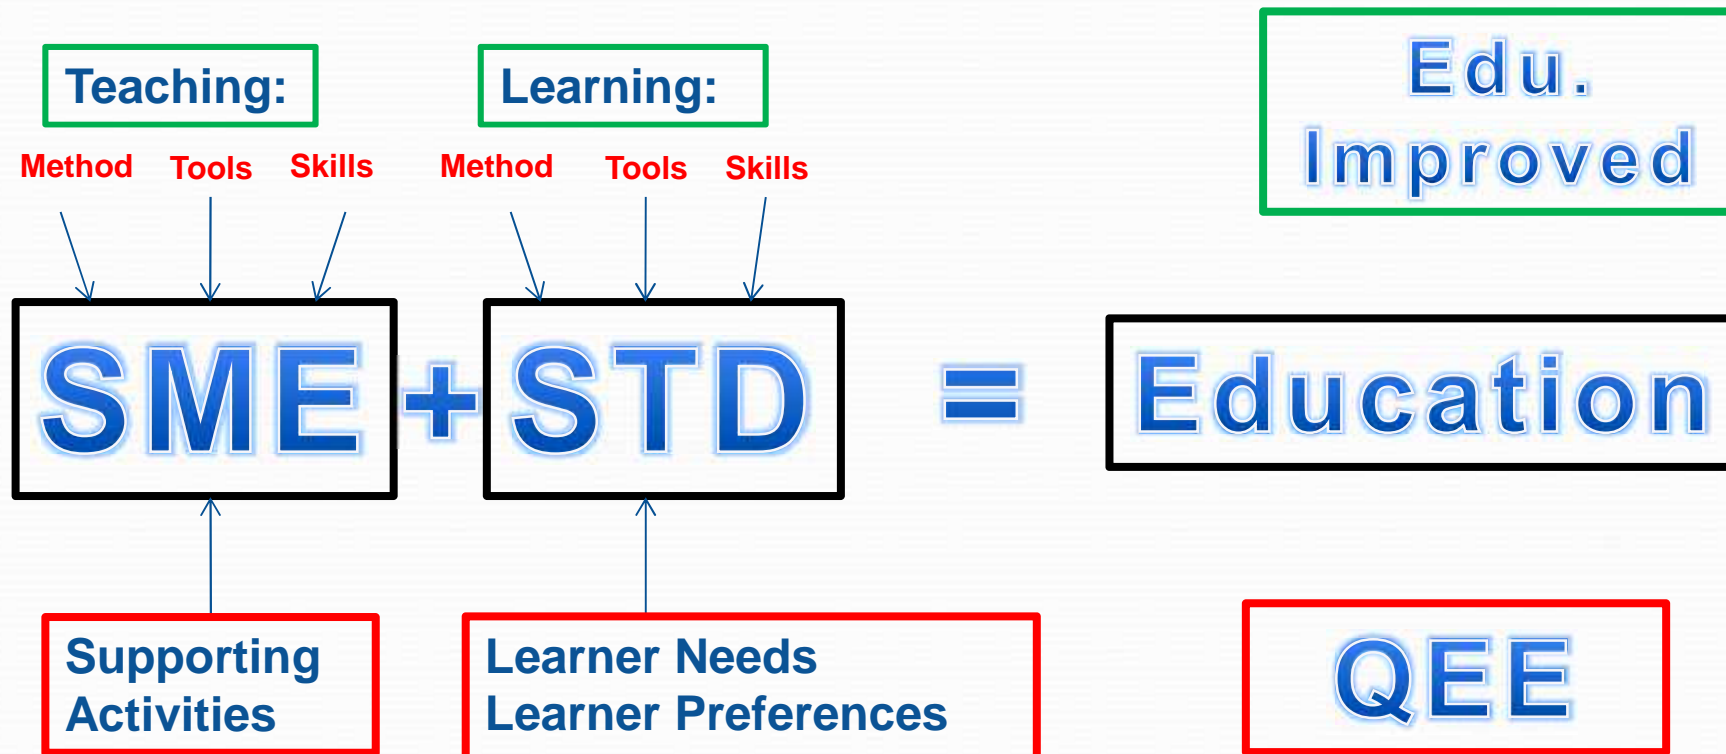 Teaching:
Learning:
Edu.
Improved
Method Tools Skills
Method Tools Skills
SME + STD = Education
Supporting
Activities
Learner Needs
Learner Preferences
QEE